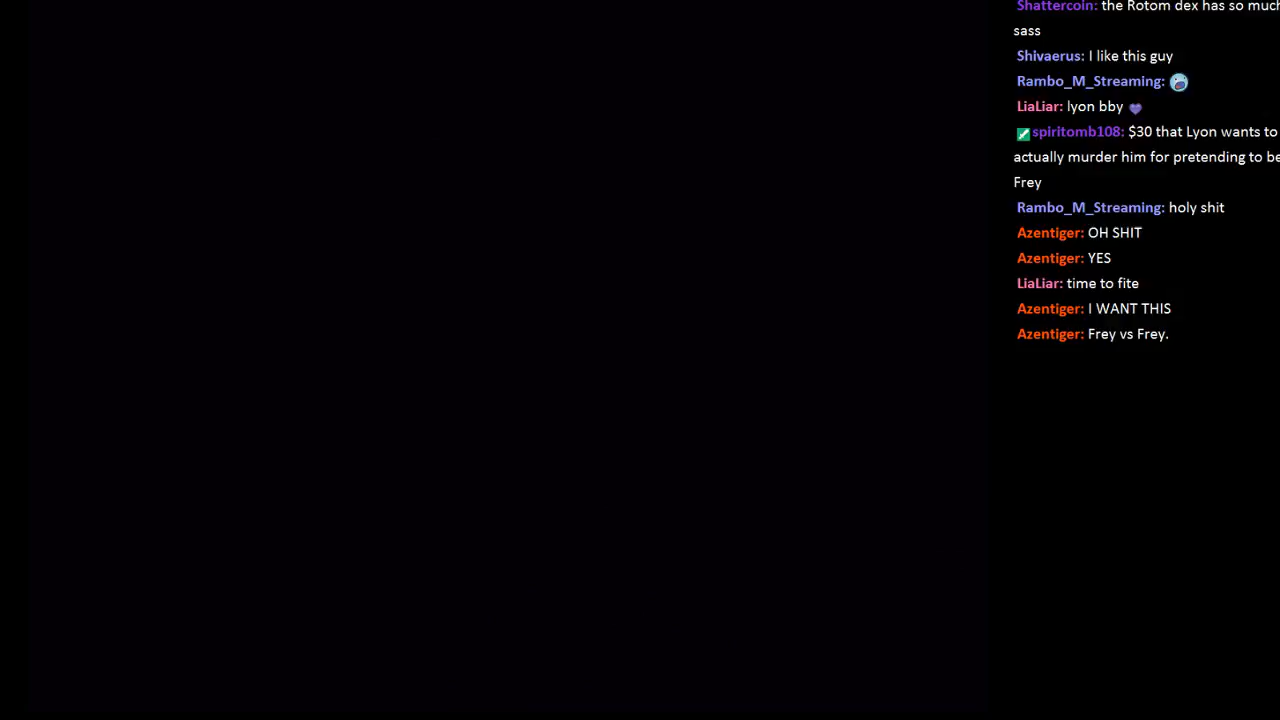 Shattercoin: the Rotom dex has so much
sass
Shivaerus: I like this guy
Rambo_M_Streaming:
LiaLiar: lyon bby
spiritomb108: $30 that Lyon wants to
actually murder him for pretending to be
Frey
Rambo_M_Streaming: holy shit
Azentiger: OH SHIT
Azentiger: YES
LiaLiar: time to fite
Azentiger: I WANT THIS
Azentiger: Frey vs Frey.